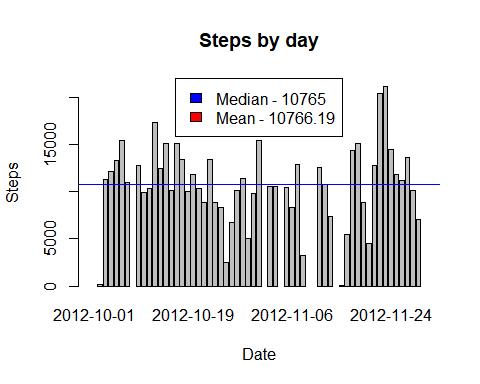 Steps by day
Median - 10765
Mean - 10766.19
Steps
15000
5000
0
2012-10-01
2012-10-19
2012-11-06
2012-11-24
Date